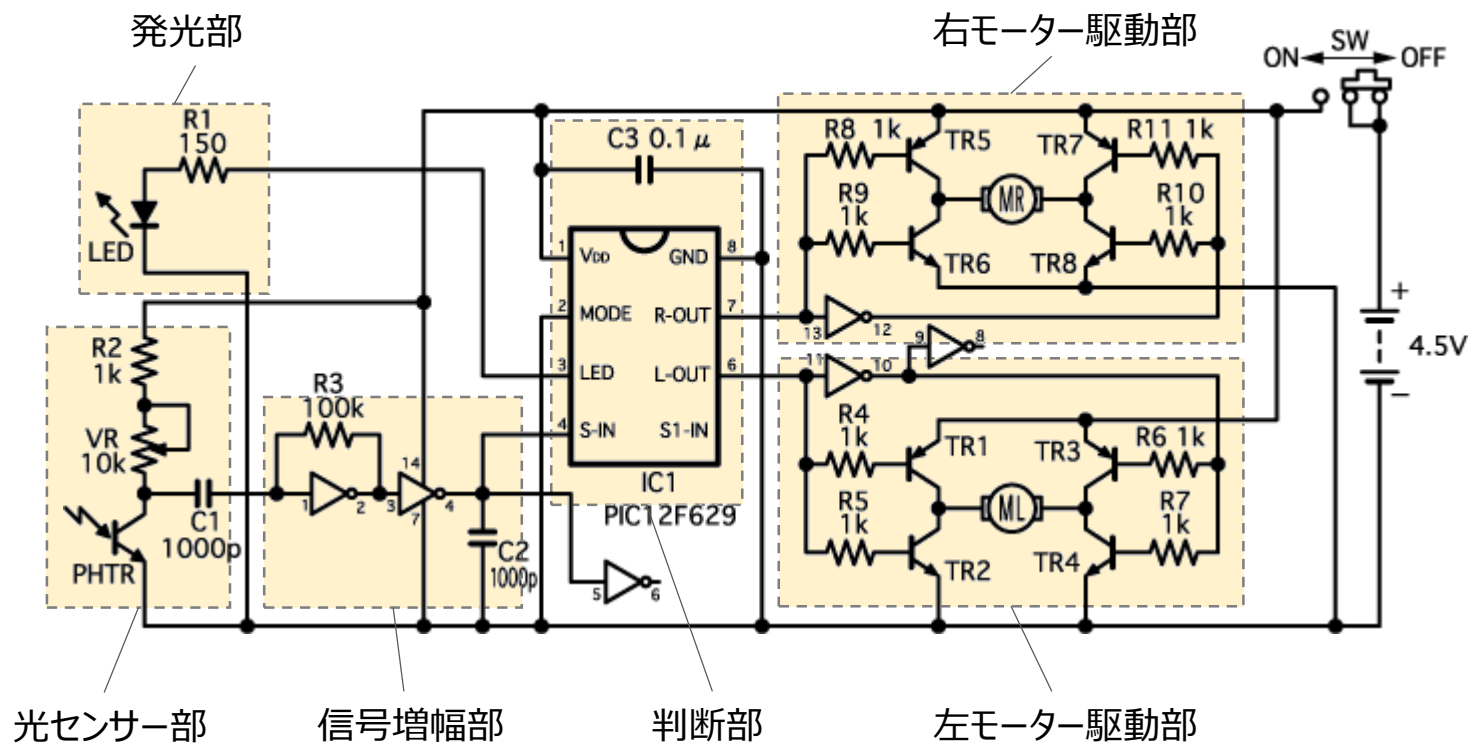 発光部
右モーター駆動部
ON SW OFF
R1
150
LED
C3 0.1μ
R8 1k
TR5
TR7
R11 1k
R9
1k
MR
R10
1k
TR6
TR8
1 VDD GND 8
2 MODE R-OUT 7
3 LED L-OUT 6
4 S-IN S1-IN
IC1
PIC12F629
13 12
9 8
11 10
+
4.5V
−
R2
1k
VR
10k
C1
1000p
PHTR
R3
100k
1 2
3 14 4
7
C2
1000p
5 6
R4
1k
TR1
TR3
R6 1k
R5
1k
ML
R7
1k
TR2
TR4
光センサー部
信号増幅部
判断部
左モーター駆動部